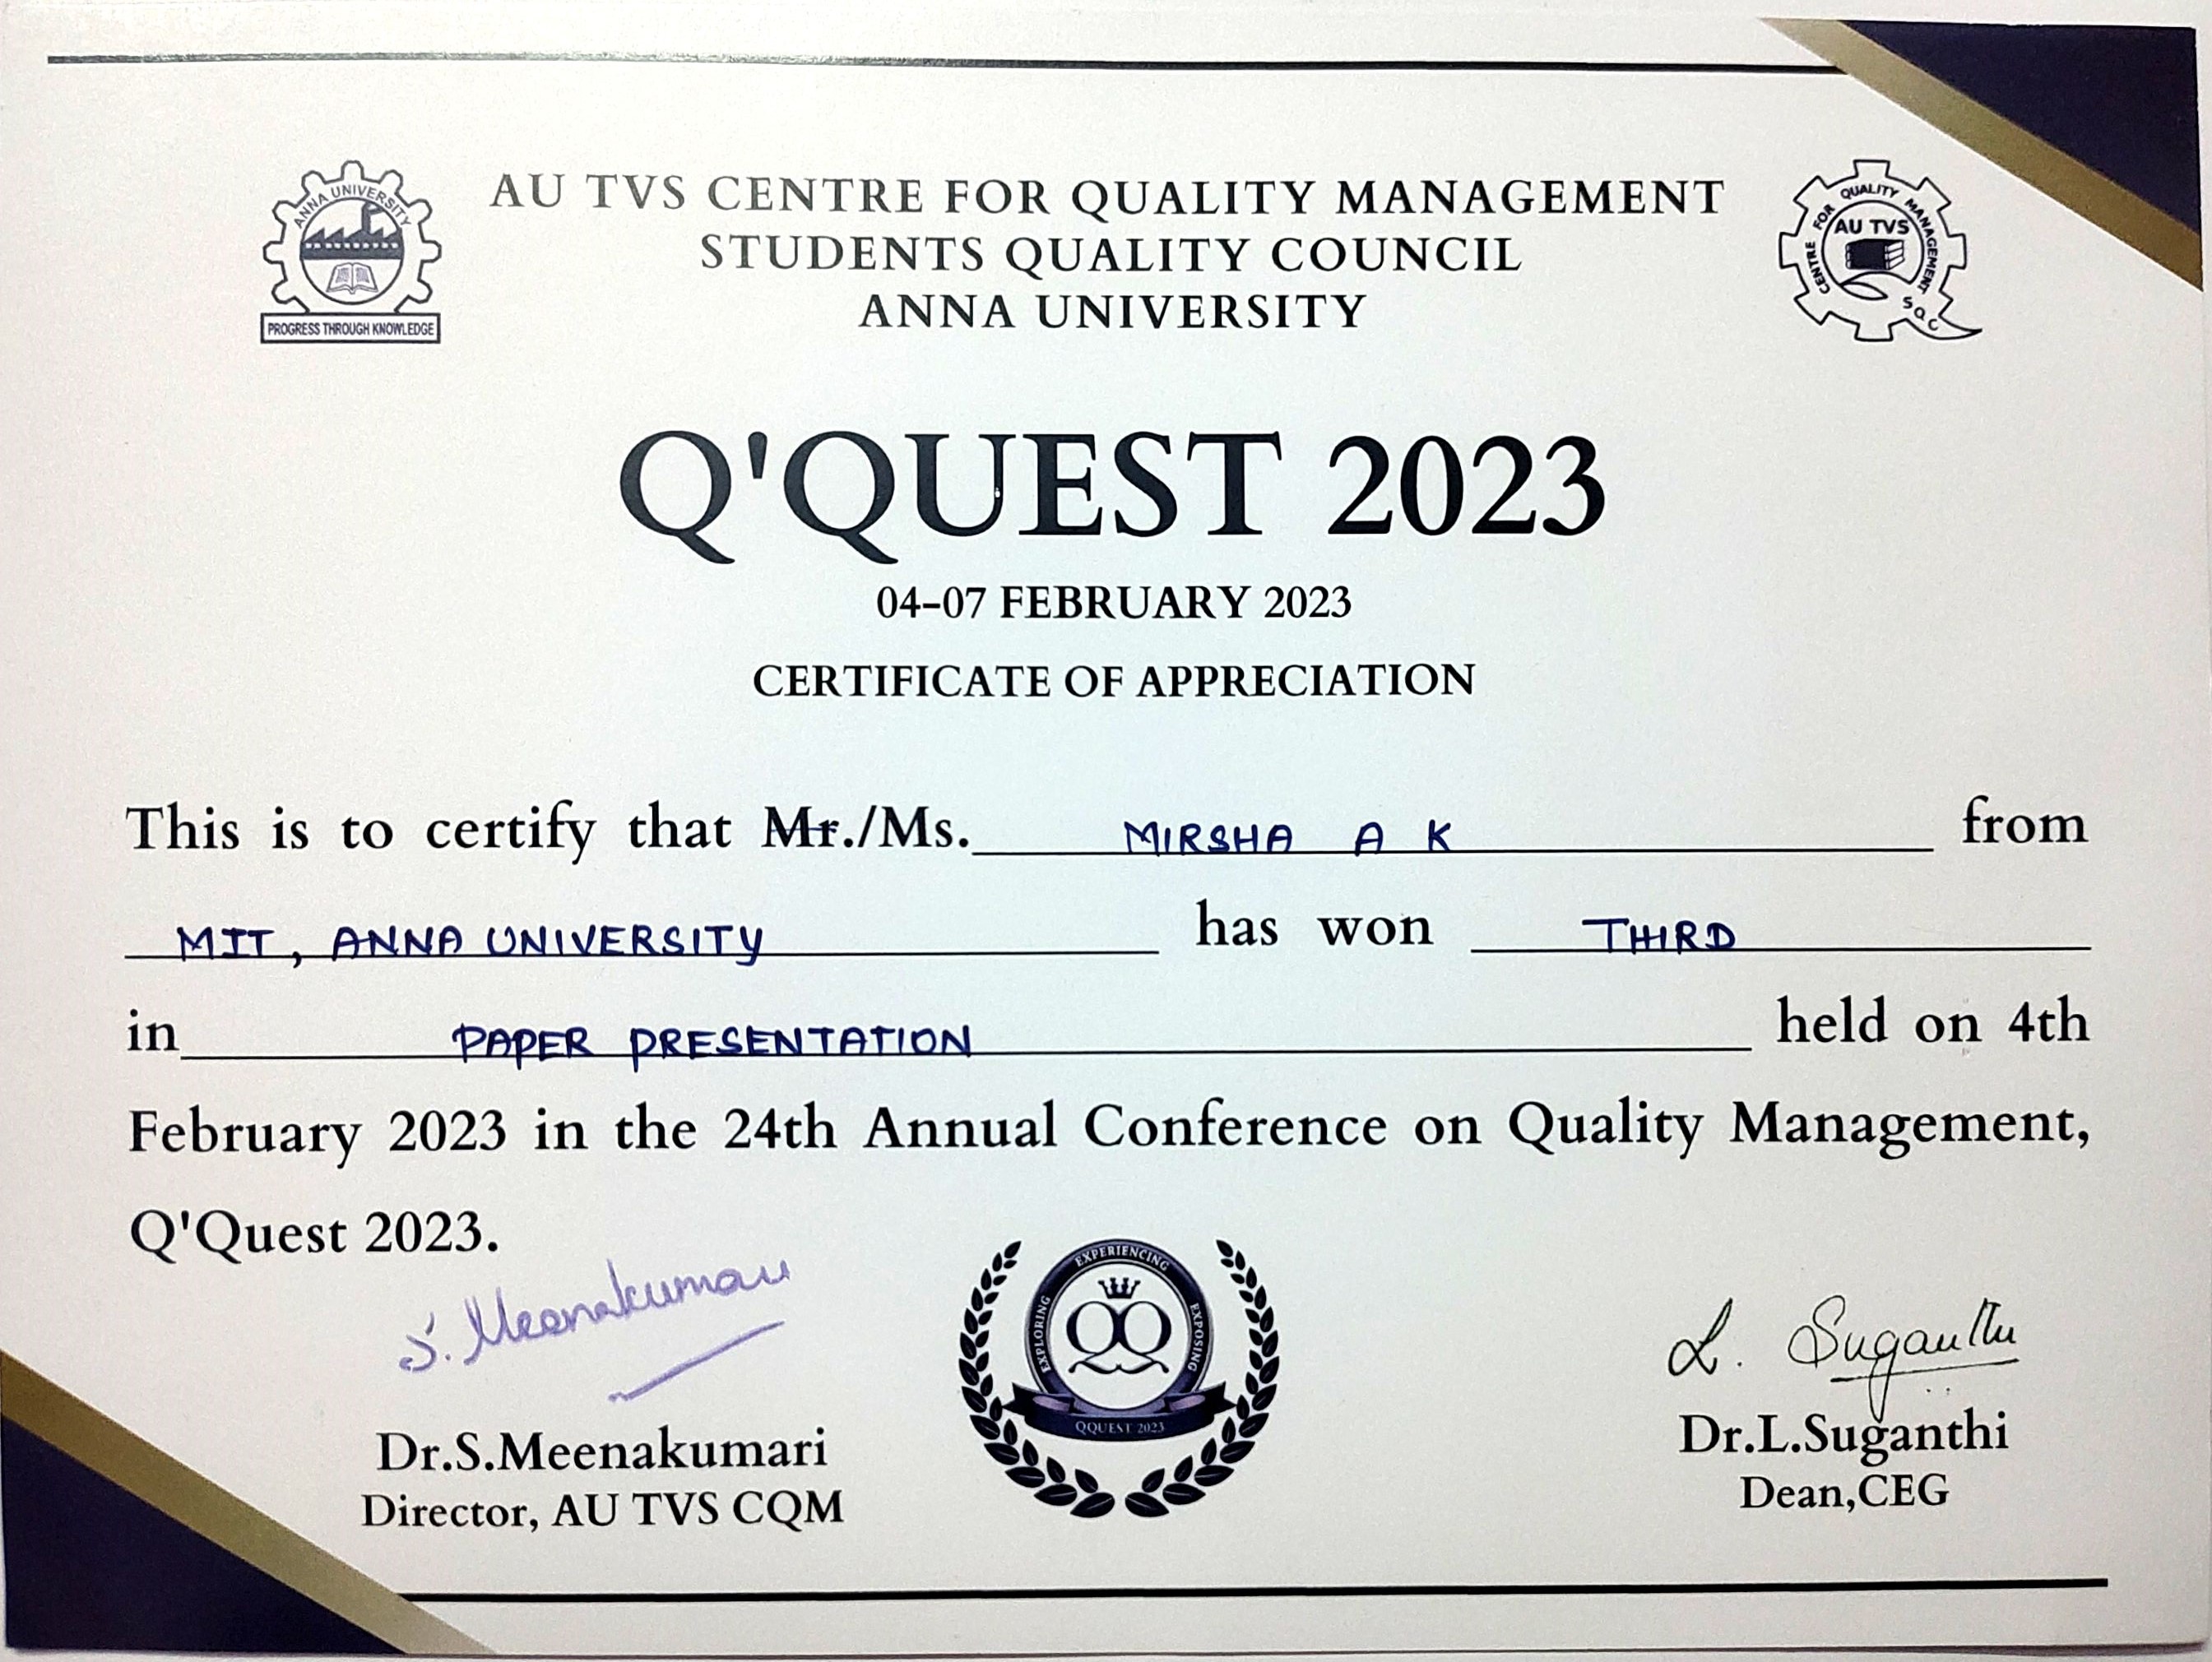 AU TVS CENTRE FOR QUALITY MANAGEMENT
STUDENTS QUALITY COUNCIL
ANNA UNIVERSITY
ANNA UNIVERSITY
PROGRESS THROUGH KNOWLEDGE
CENTRE FOR QUALITY MANAGEMENT
AU TVS
SQC
Q'QUEST 2023
04-07 FEBRUARY 2023
CERTIFICATE OF APPRECIATION
This is to certify that Mr./Ms. MIRSHA A K from
MIT, ANNA UNIVERSITY has won THIRD
in PAPER PRESENTATION held on 4th
February 2023 in the 24th Annual Conference on Quality Management,
Q'Quest 2023.
S. Meenakumari
EXPLORING EXPERIENCING EXPOSING
QQ
QQUEST 2023
L. Suganthi
Dr.S.Meenakumari
Director, AU TVS CQM
Dr.L.Suganthi
Dean,CEG